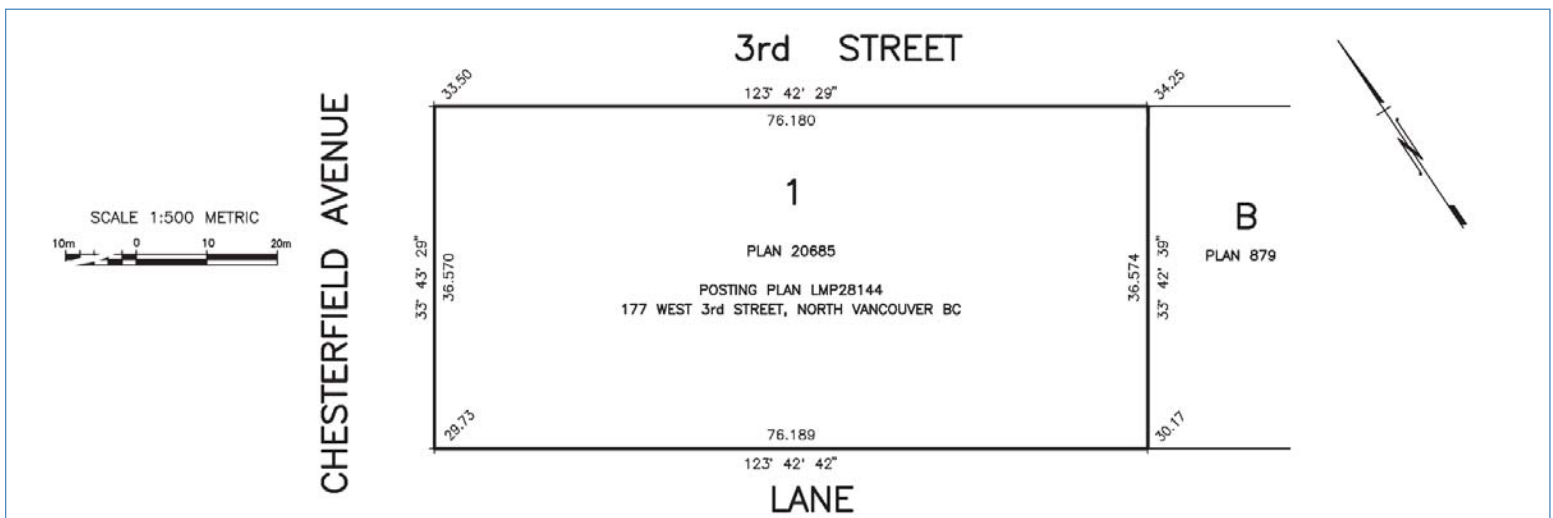 3rd STREET
33.50
123° 42' 29"
34.25
76.180
CHESTERFIELD AVENUE
SCALE 1:500 METRIC
10m 0 10 20m
33° 43' 29"
36.570
1
PLAN 20685
POSTING PLAN LMP28144
177 WEST 3rd STREET, NORTH VANCOUVER BC
36.574
33° 42' 39"
B
PLAN 879
N
29.73
76.189
30.17
123° 42' 42"
LANE